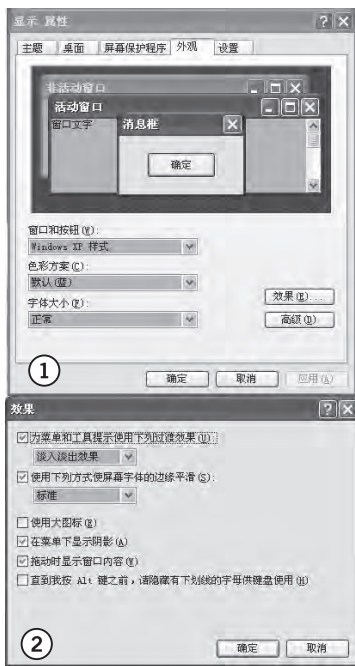 显示 属性
主题 桌面 屏幕保护程序 外观 设置
非活动窗口
活动窗口
窗口文字 消息框
确定
窗口和按钮(W):
Windows XP 样式
色彩方案(C):
默认(蓝)
效果(E)...
字体大小(F):
正常
高级(D)
①
确定 取消 应用(A)
效果
为菜单和工具提示使用下列过渡效果(U):
淡入淡出效果
使用下列方式使屏幕字体的边缘平滑(S):
标准
使用大图标(R)
在菜单下显示阴影(A)
拖动时显示窗口内容(W)
直到我按 Alt 键之前，请隐藏有下划线的字母供键盘使用(H)
②
确定 取消